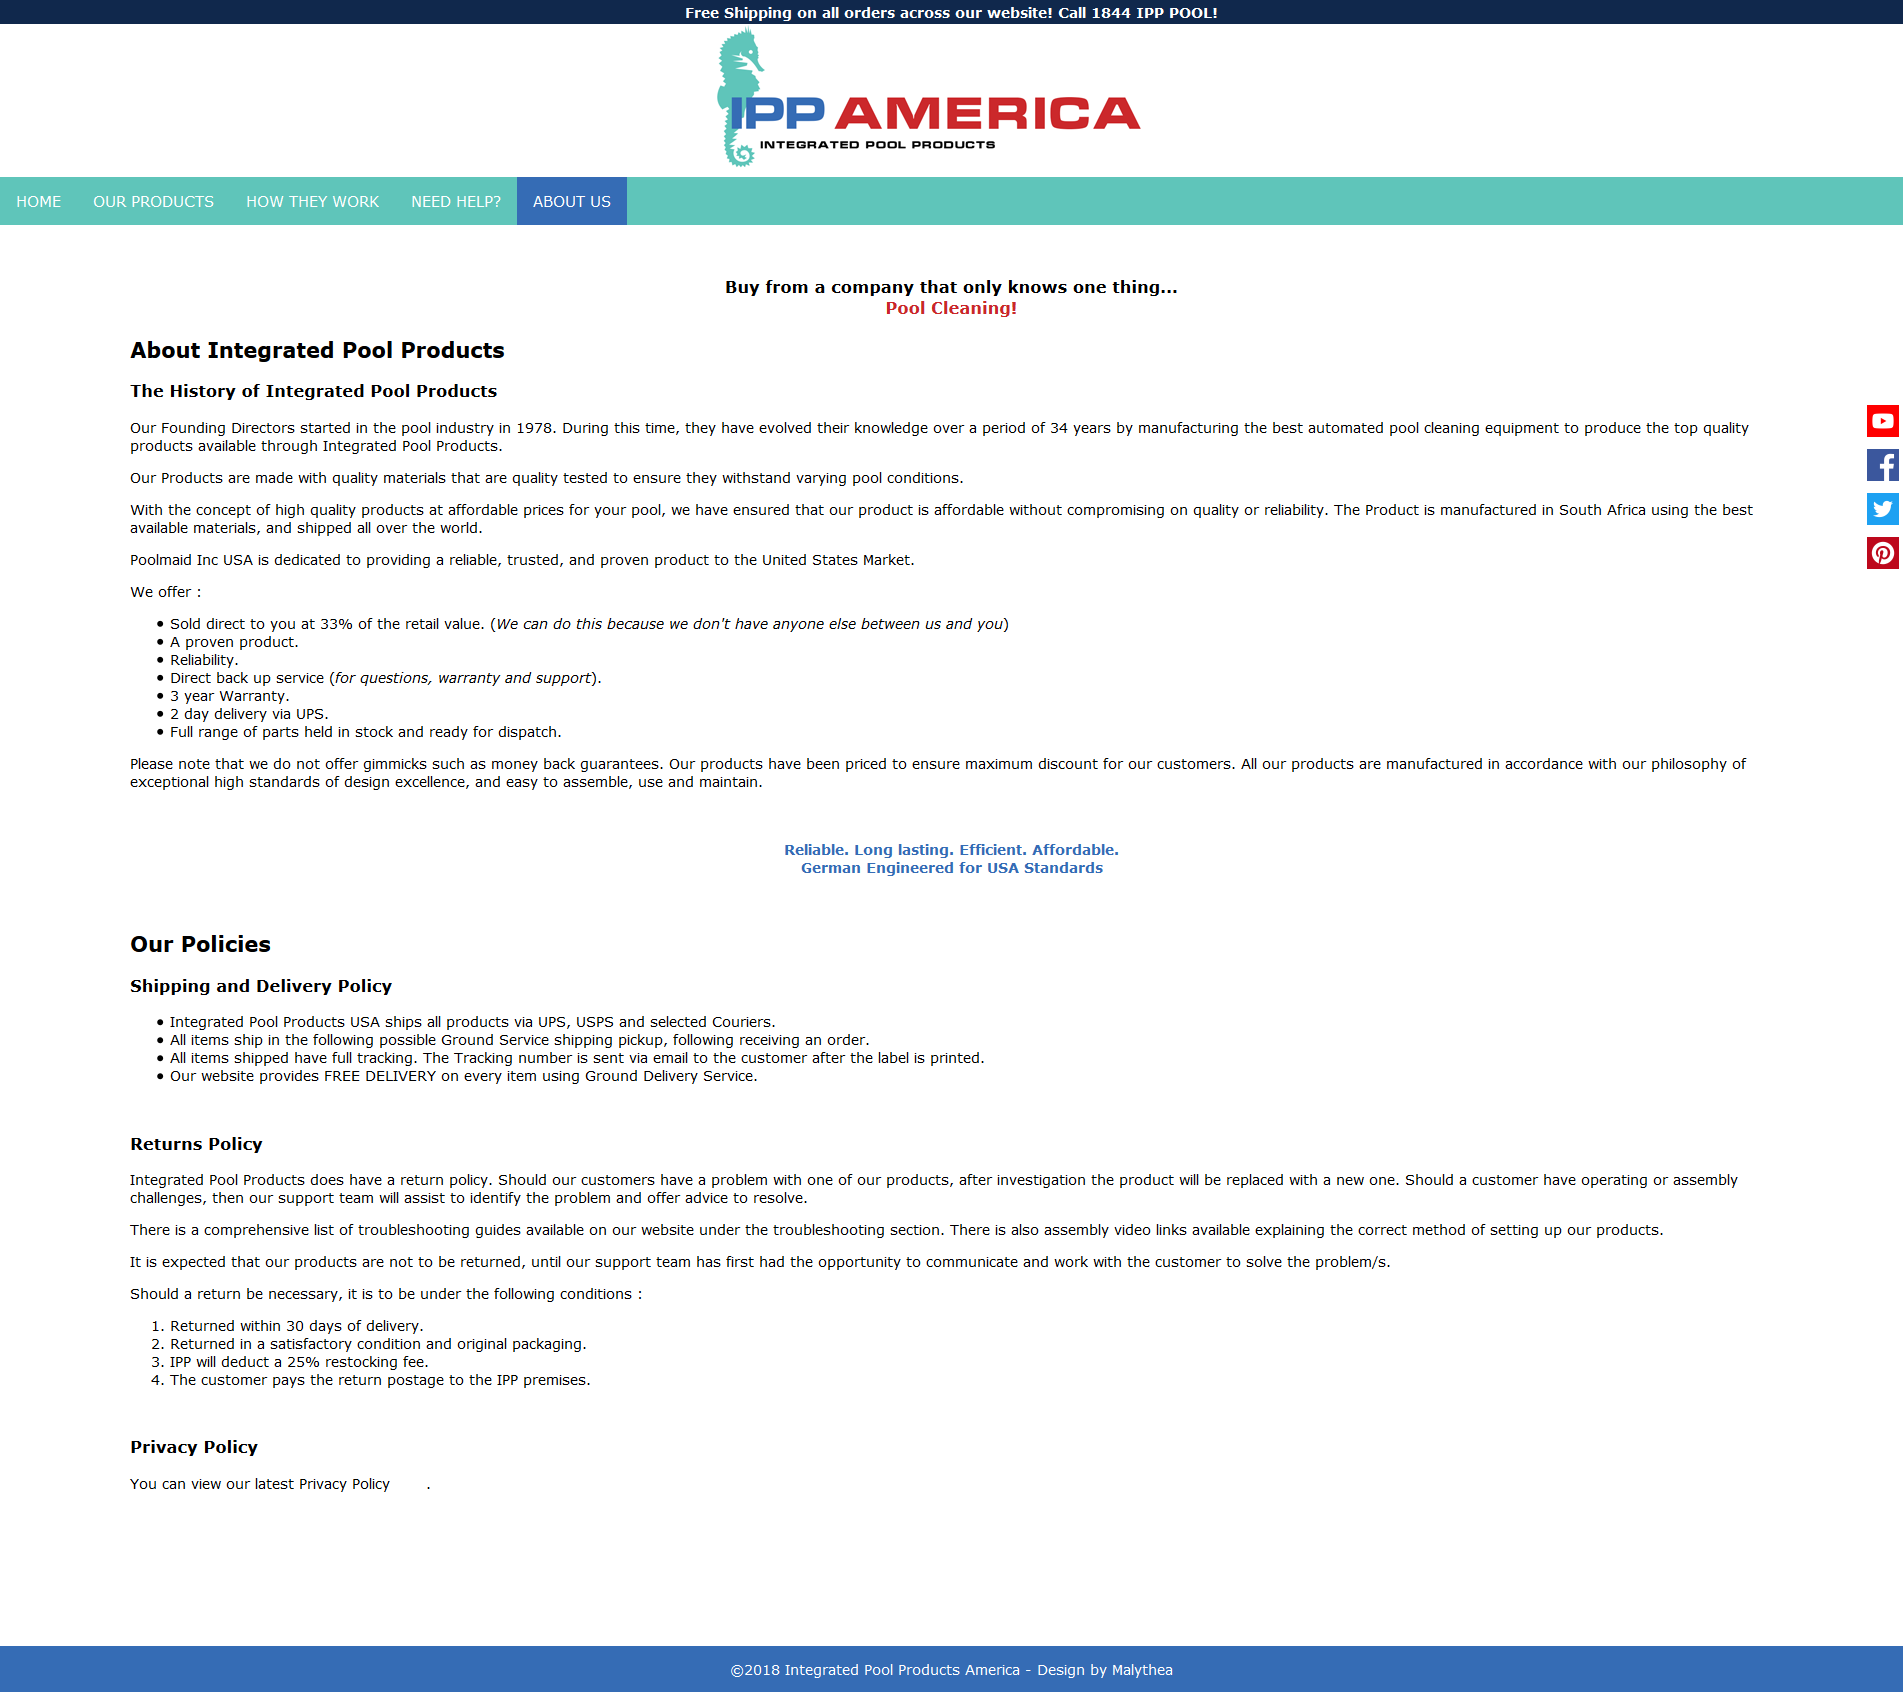 Free Shipping on all orders across our website! Call 1844 IPP POOL!
IPP AMERICA
INTEGRATED POOL PRODUCTS
HOME OUR PRODUCTS HOW THEY WORK NEED HELP? ABOUT US
Buy from a company that only knows one thing...
Pool Cleaning!
About Integrated Pool Products
The History of Integrated Pool Products
Our Founding Directors started in the pool industry in 1978. During this time, they have evolved their knowledge over a period of 34 years by manufacturing the best automated pool cleaning equipment to produce the top quality
products available through Integrated Pool Products.
Our Products are made with quality materials that are quality tested to ensure they withstand varying pool conditions.
With the concept of high quality products at affordable prices for your pool, we have ensured that our product is affordable without compromising on quality or reliability. The Product is manufactured in South Africa using the best
available materials, and shipped all over the world.
Poolmaid Inc USA is dedicated to providing a reliable, trusted, and proven product to the United States Market.
We offer :
• Sold direct to you at 33% of the retail value. (We can do this because we don't have anyone else between us and you)
• A proven product.
• Reliability.
• Direct back up service (for questions, warranty and support).
• 3 year Warranty.
• 2 day delivery via UPS.
• Full range of parts held in stock and ready for dispatch.
Please note that we do not offer gimmicks such as money back guarantees. Our products have been priced to ensure maximum discount for our customers. All our products are manufactured in accordance with our philosophy of
exceptional high standards of design excellence, and easy to assemble, use and maintain.
Reliable. Long lasting. Efficient. Affordable.
German Engineered for USA Standards
Our Policies
Shipping and Delivery Policy
• Integrated Pool Products USA ships all products via UPS, USPS and selected Couriers.
• All items ship in the following possible Ground Service shipping pickup, following receiving an order.
• All items shipped have full tracking. The Tracking number is sent via email to the customer after the label is printed.
• Our website provides FREE DELIVERY on every item using Ground Delivery Service.
Returns Policy
Integrated Pool Products does have a return policy. Should our customers have a problem with one of our products, after investigation the product will be replaced with a new one. Should a customer have operating or assembly
challenges, then our support team will assist to identify the problem and offer advice to resolve.
There is a comprehensive list of troubleshooting guides available on our website under the troubleshooting section. There is also assembly video links available explaining the correct method of setting up our products.
It is expected that our products are not to be returned, until our support team has first had the opportunity to communicate and work with the customer to solve the problem/s.
Should a return be necessary, it is to be under the following conditions :
1. Returned within 30 days of delivery.
2. Returned in a satisfactory condition and original packaging.
3. IPP will deduct a 25% restocking fee.
4. The customer pays the return postage to the IPP premises.
Privacy Policy
You can view our latest Privacy Policy .
©2018 Integrated Pool Products America - Design by Malythea